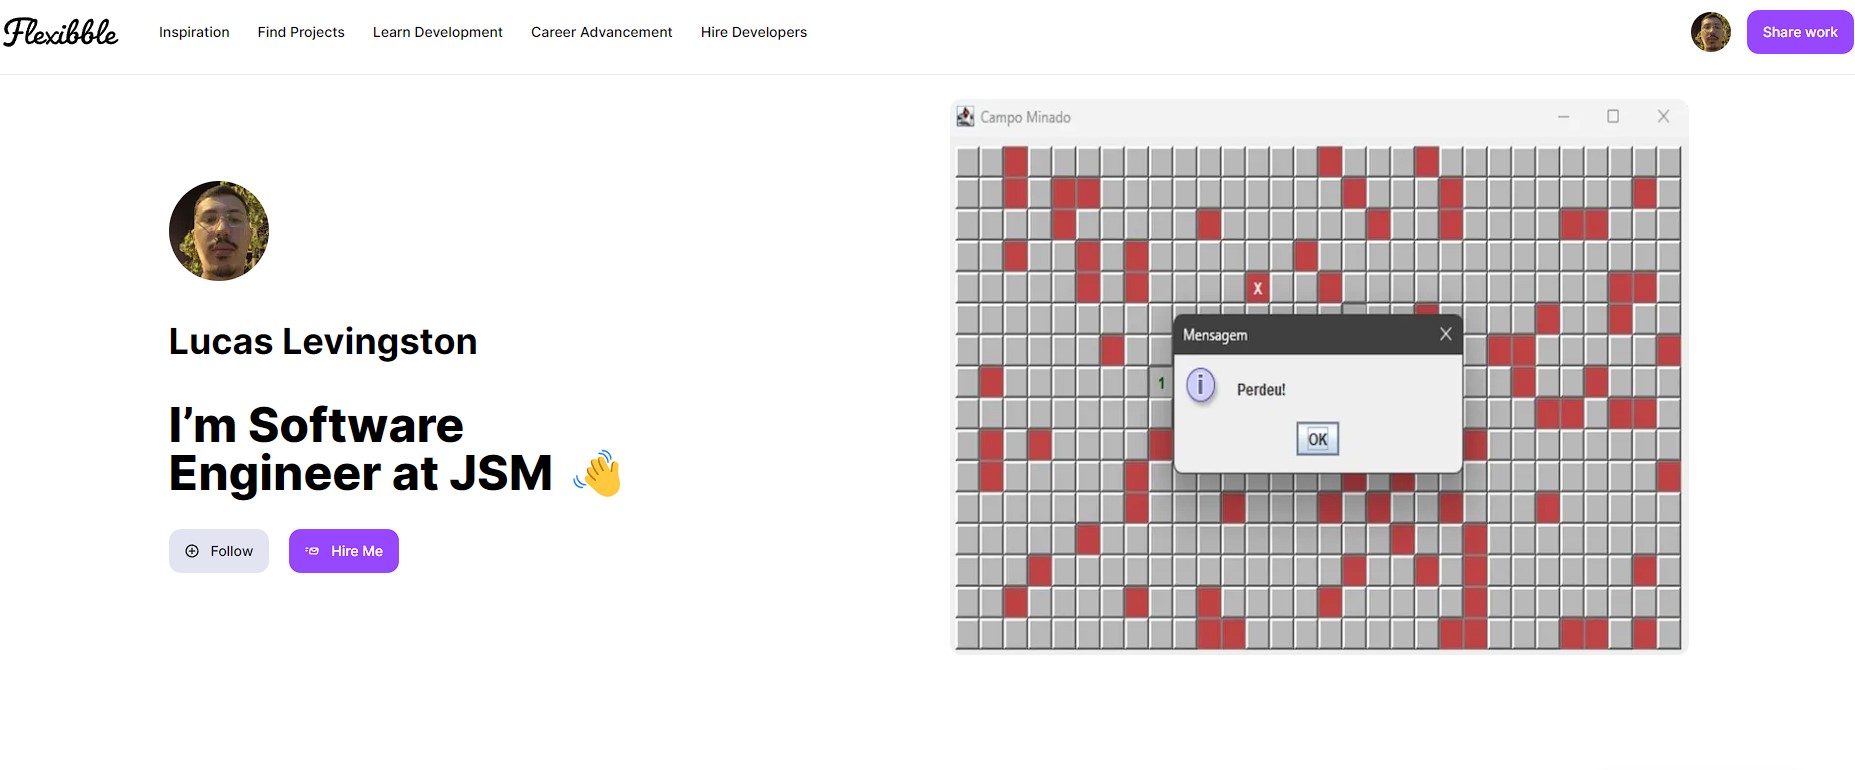 Flexibble
Inspiration
Find Projects
Learn Development
Career Advancement
Hire Developers
Share work
Lucas Levingston
I’m Software
Engineer at JSM 👋
Follow
Hire Me
Campo Minado
X
1
Mensagem
i
Perdeu!
OK